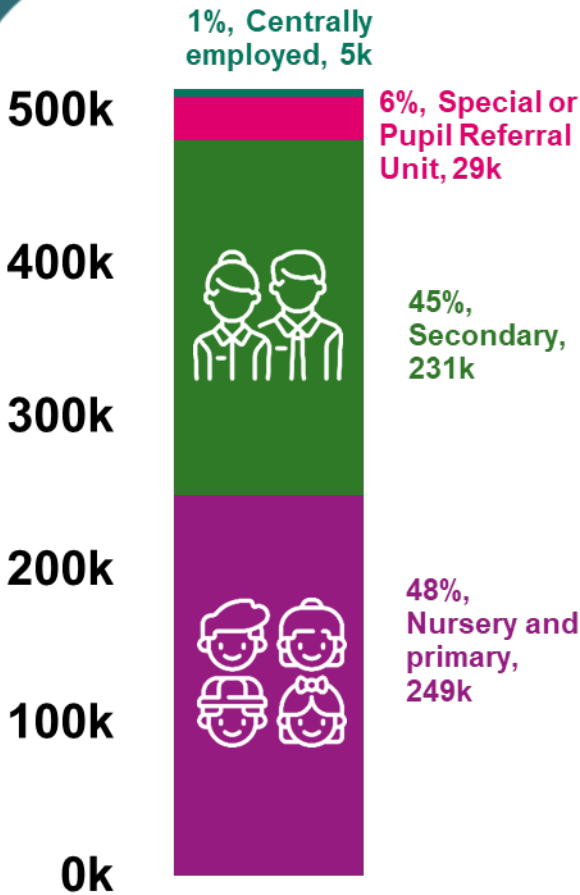 1%, Centrally
employed, 5k
500k
6%, Special or
Pupil Referral
Unit, 29k
400k
45%,
Secondary,
231k
300k
200k
48%,
Nursery and
primary,
249k
100k
0k